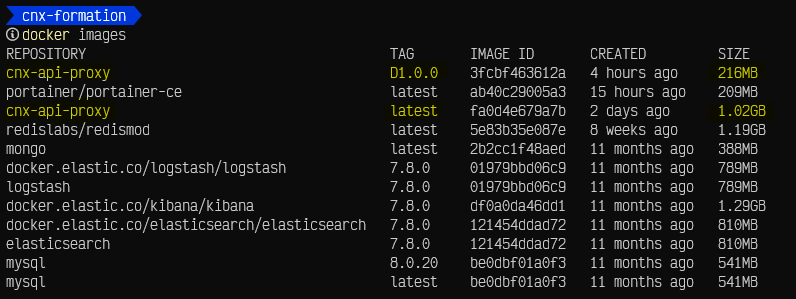 cnx-formation
docker images
REPOSITORY TAG IMAGE ID CREATED SIZE
cnx-api-proxy D1.0.0 3fcbf463612a 4 hours ago 216MB
portainer/portainer-ce latest ab40c29005a3 15 hours ago 209MB
cnx-api-proxy latest fa0d4e679a7b 2 days ago 1.02GB
redislabs/redismod latest 5e83b35e087e 8 weeks ago 1.19GB
mongo latest 2b2cc1f48aed 11 months ago 388MB
docker.elastic.co/logstash/logstash 7.8.0 01979bbd06c9 11 months ago 789MB
logstash 7.8.0 01979bbd06c9 11 months ago 789MB
docker.elastic.co/kibana/kibana 7.8.0 df0a0da46dd1 11 months ago 1.29GB
docker.elastic.co/elasticsearch/elasticsearch 7.8.0 121454ddad72 11 months ago 810MB
elasticsearch 7.8.0 121454ddad72 11 months ago 810MB
mysql 8.0.20 be0dbf01a0f3 11 months ago 541MB
mysql latest be0dbf01a0f3 11 months ago 541MB